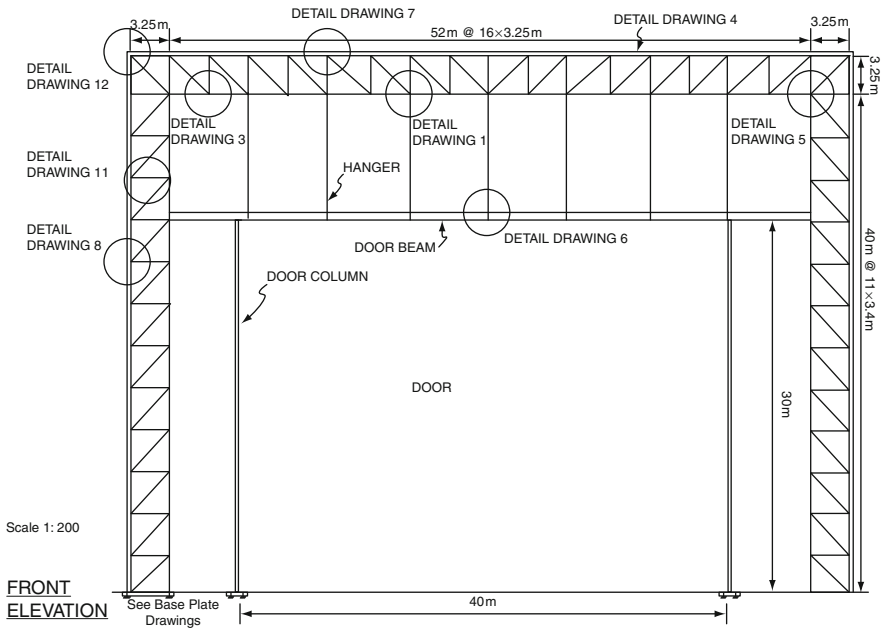 DETAIL DRAWING 7
DETAIL DRAWING 4
3.25m
52m @ 16×3.25m
3.25m
DETAIL
DRAWING 12
3.25m
DETAIL
DRAWING 3
DETAIL
DRAWING 1
DETAIL
DRAWING 5
DETAIL
DRAWING 11
HANGER
DETAIL
DRAWING 8
DOOR BEAM
DETAIL DRAWING 6
40m @ 11×3.4m
DOOR COLUMN
DOOR
30m
Scale 1: 200
FRONT
ELEVATION
See Base Plate
Drawings
40m